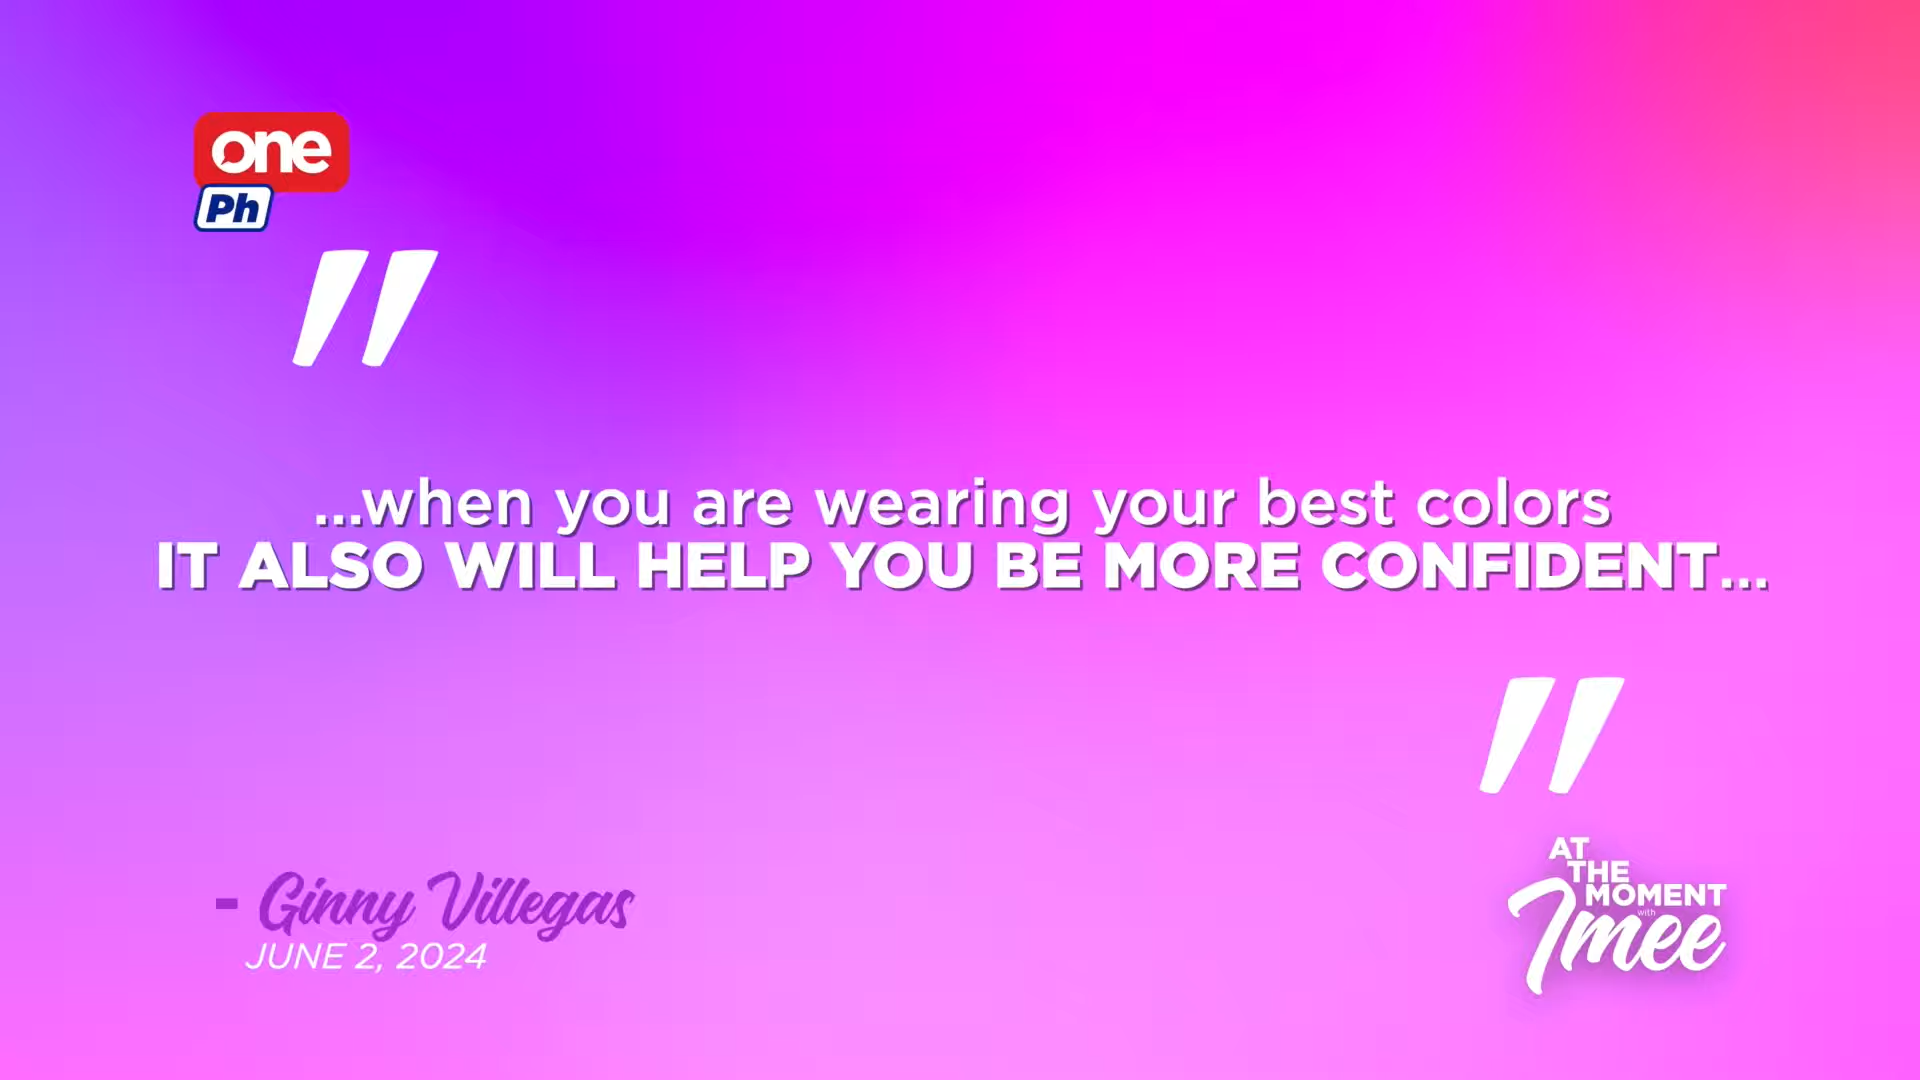 one
Ph
"
...when you are wearing your best colors
IT ALSO WILL HELP YOU BE MORE CONFIDENT...
"
- Ginny Villegas
JUNE 2, 2024
AT
THE
MOMENT
with
Imee